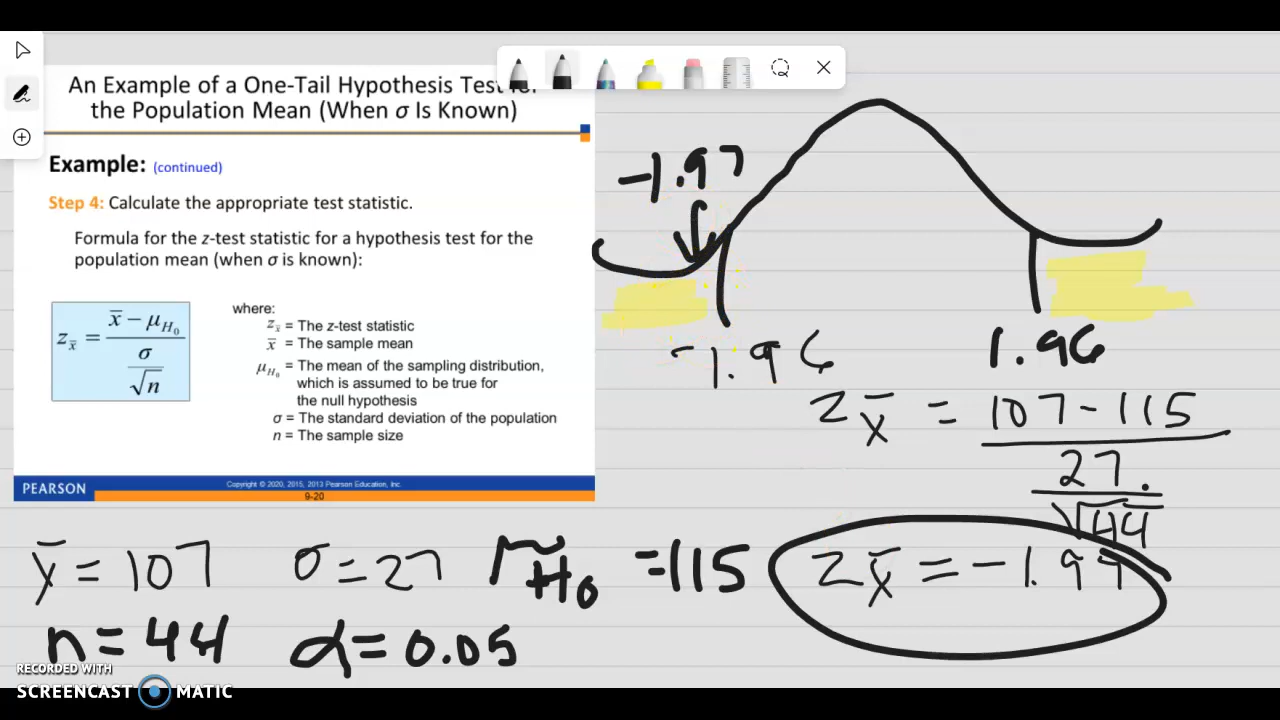 An Example of a One-Tail Hypothesis Test for
the Population Mean (When σ Is Known)
Example: (continued)
Step 4: Calculate the appropriate test statistic.
Formula for the z-test statistic for a hypothesis test for the
population mean (when σ is known):
z_x̄ = (x̄ − μ_H₀) / (σ / √n)
where:
z_x̄ = The z-test statistic
x̄ = The sample mean
μ_H₀ = The mean of the sampling distribution,
which is assumed to be true for
the null hypothesis
σ = The standard deviation of the population
n = The sample size
PEARSON
Copyright © 2020, 2015, 2013 Pearson Education, Inc.
9-20
-1.97
-1.96
1.96
Z x̄ = (107 - 115) / (27. / √44)
Z x̄ = -1.97
x̄ = 107 σ = 27 μ_H₀ = 115
n = 44 α = 0.05
RECORDED WITH
SCREENCAST MATIC